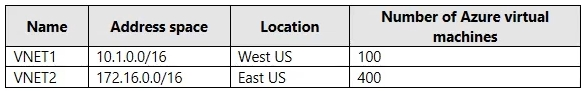 Name Address space Location Number of Azure virtual machines
VNET1 10.1.0.0/16 West US 100
VNET2 172.16.0.0/16 East US 400